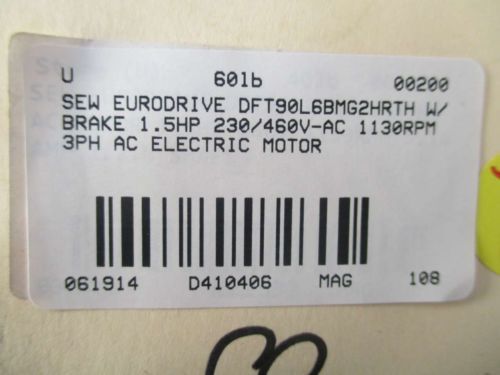 U 60lb 00200
SEW EURODRIVE DFT90L6BMG2HRTH W/
BRAKE 1.5HP 230/460V-AC 1130RPM
3PH AC ELECTRIC MOTOR
061914 D410406 MAG 108